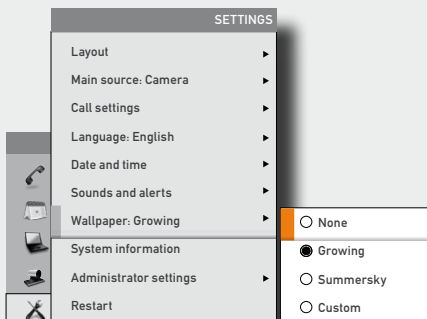 SETTINGS
Layout
Main source: Camera
Call settings
Language: English
Date and time
Sounds and alerts
Wallpaper: Growing
System information
Administrator settings
Restart
None
Growing
Summersky
Custom